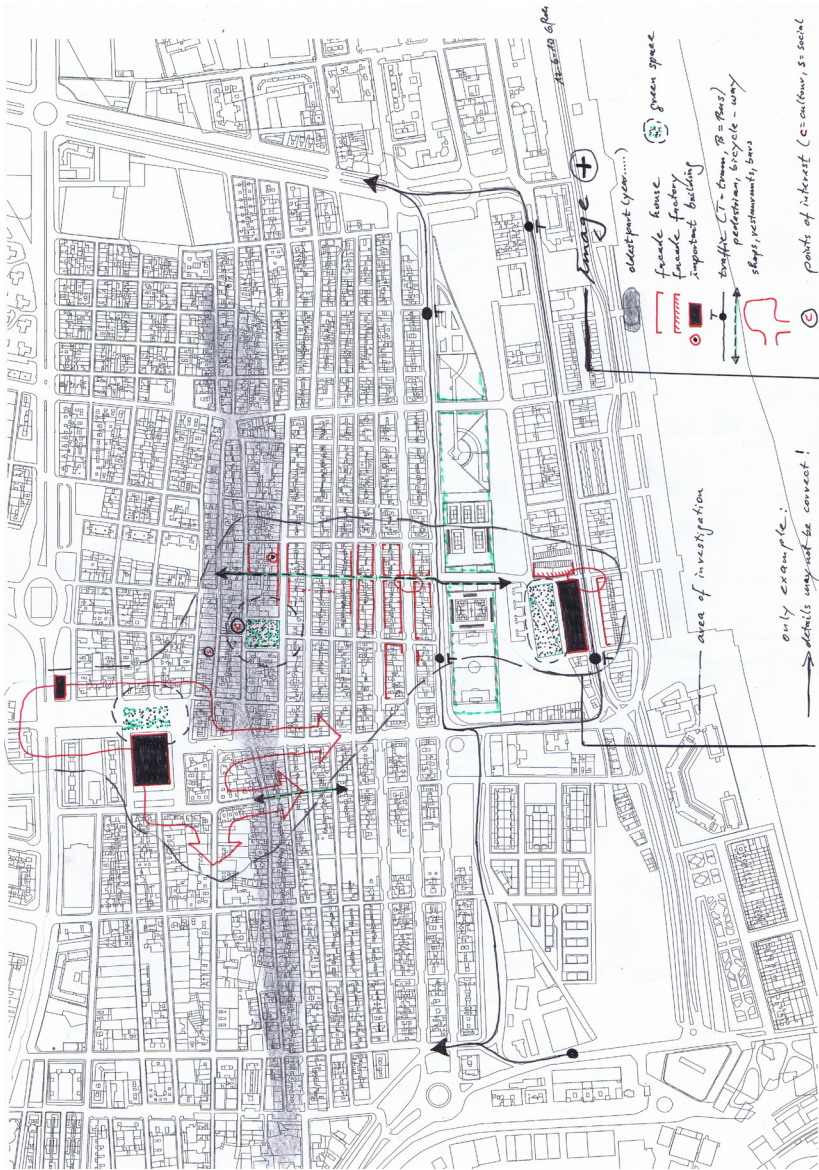 image +
oldest part (year.....)
green space
facade house
facade factory
important building
traffic (T = tram, B = Bus)
pedestrian, bicycle - way
shops, restaurants, bars
C points of interest (C = culture, S = social
area of investigation
only example:
details may not be correct!
T
T
T
T
T
C